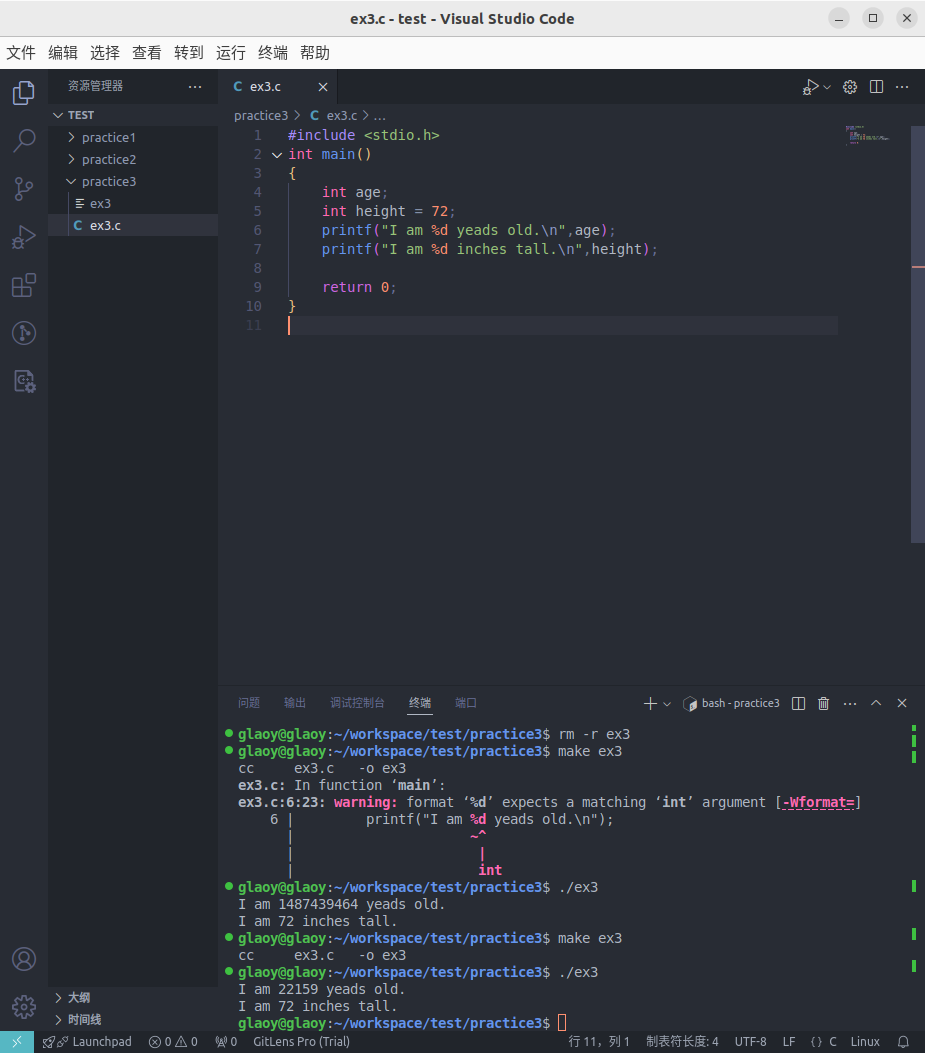 ex3.c - test - Visual Studio Code
文件 编辑 选择 查看 转到 运行 终端 帮助
资源管理器
TEST
practice1
practice2
practice3
ex3
C ex3.c
大纲
时间线
C ex3.c
practice3 > C ex3.c > ...
1 #include <stdio.h>
2 int main()
3 {
4 int age;
5 int height = 72;
6 printf("I am %d yeads old.\n",age);
7 printf("I am %d inches tall.\n",height);
8
9 return 0;
10 }
11
问题 输出 调试控制台 终端 端口
bash - practice3
glaoy@glaoy:~/workspace/test/practice3$ rm -r ex3
glaoy@glaoy:~/workspace/test/practice3$ make ex3
cc ex3.c -o ex3
ex3.c: In function ‘main’:
ex3.c:6:23: warning: format ‘%d’ expects a matching ‘int’ argument [-Wformat=]
6 | printf("I am %d yeads old.\n");
| ~^
| |
| int
glaoy@glaoy:~/workspace/test/practice3$ ./ex3
I am 1487439464 yeads old.
I am 72 inches tall.
glaoy@glaoy:~/workspace/test/practice3$ make ex3
cc ex3.c -o ex3
glaoy@glaoy:~/workspace/test/practice3$ ./ex3
I am 22159 yeads old.
I am 72 inches tall.
glaoy@glaoy:~/workspace/test/practice3$
Launchpad 0 0 0 GitLens Pro (Trial) 行 11，列 1 制表符长度: 4 UTF-8 LF {} C Linux